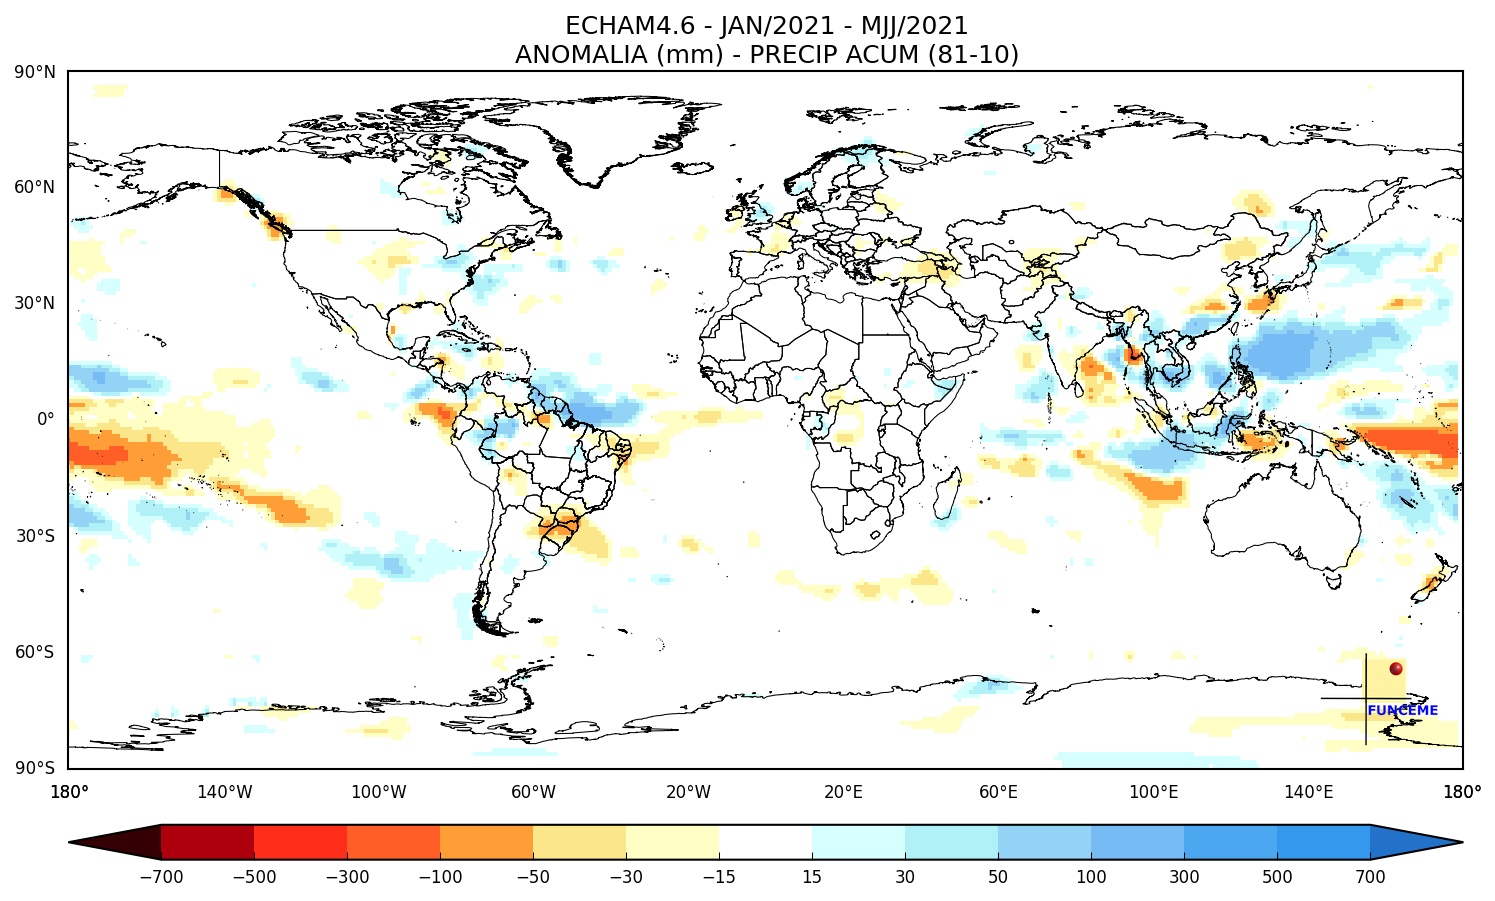 ECHAM4.6 - JAN/2021 - MJJ/2021
ANOMALIA (mm) - PRECIP ACUM (81-10)
90°N
60°N
30°N
0°
30°S
60°S
90°S
FUNCEME
180° 140°W 100°W 60°W 20°W 20°E 60°E 100°E 140°E 180°
−700 −500 −300 −100 −50 −30 −15 15 30 50 100 300 500 700